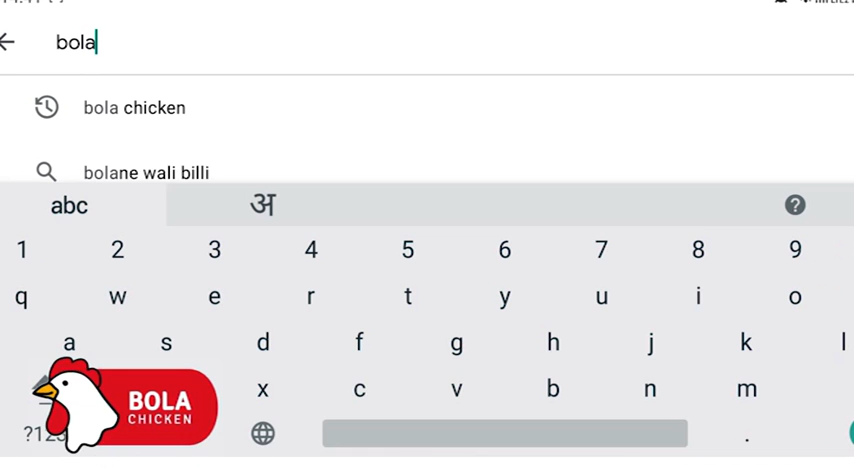 bola
bola chicken
bolane wali billi
abc अ ?
1 2 3 4 5 6 7 8 9
q w e r t y u i o
a s d f g h j k l
x c v b n m
BOLA
CHICKEN
?123 .